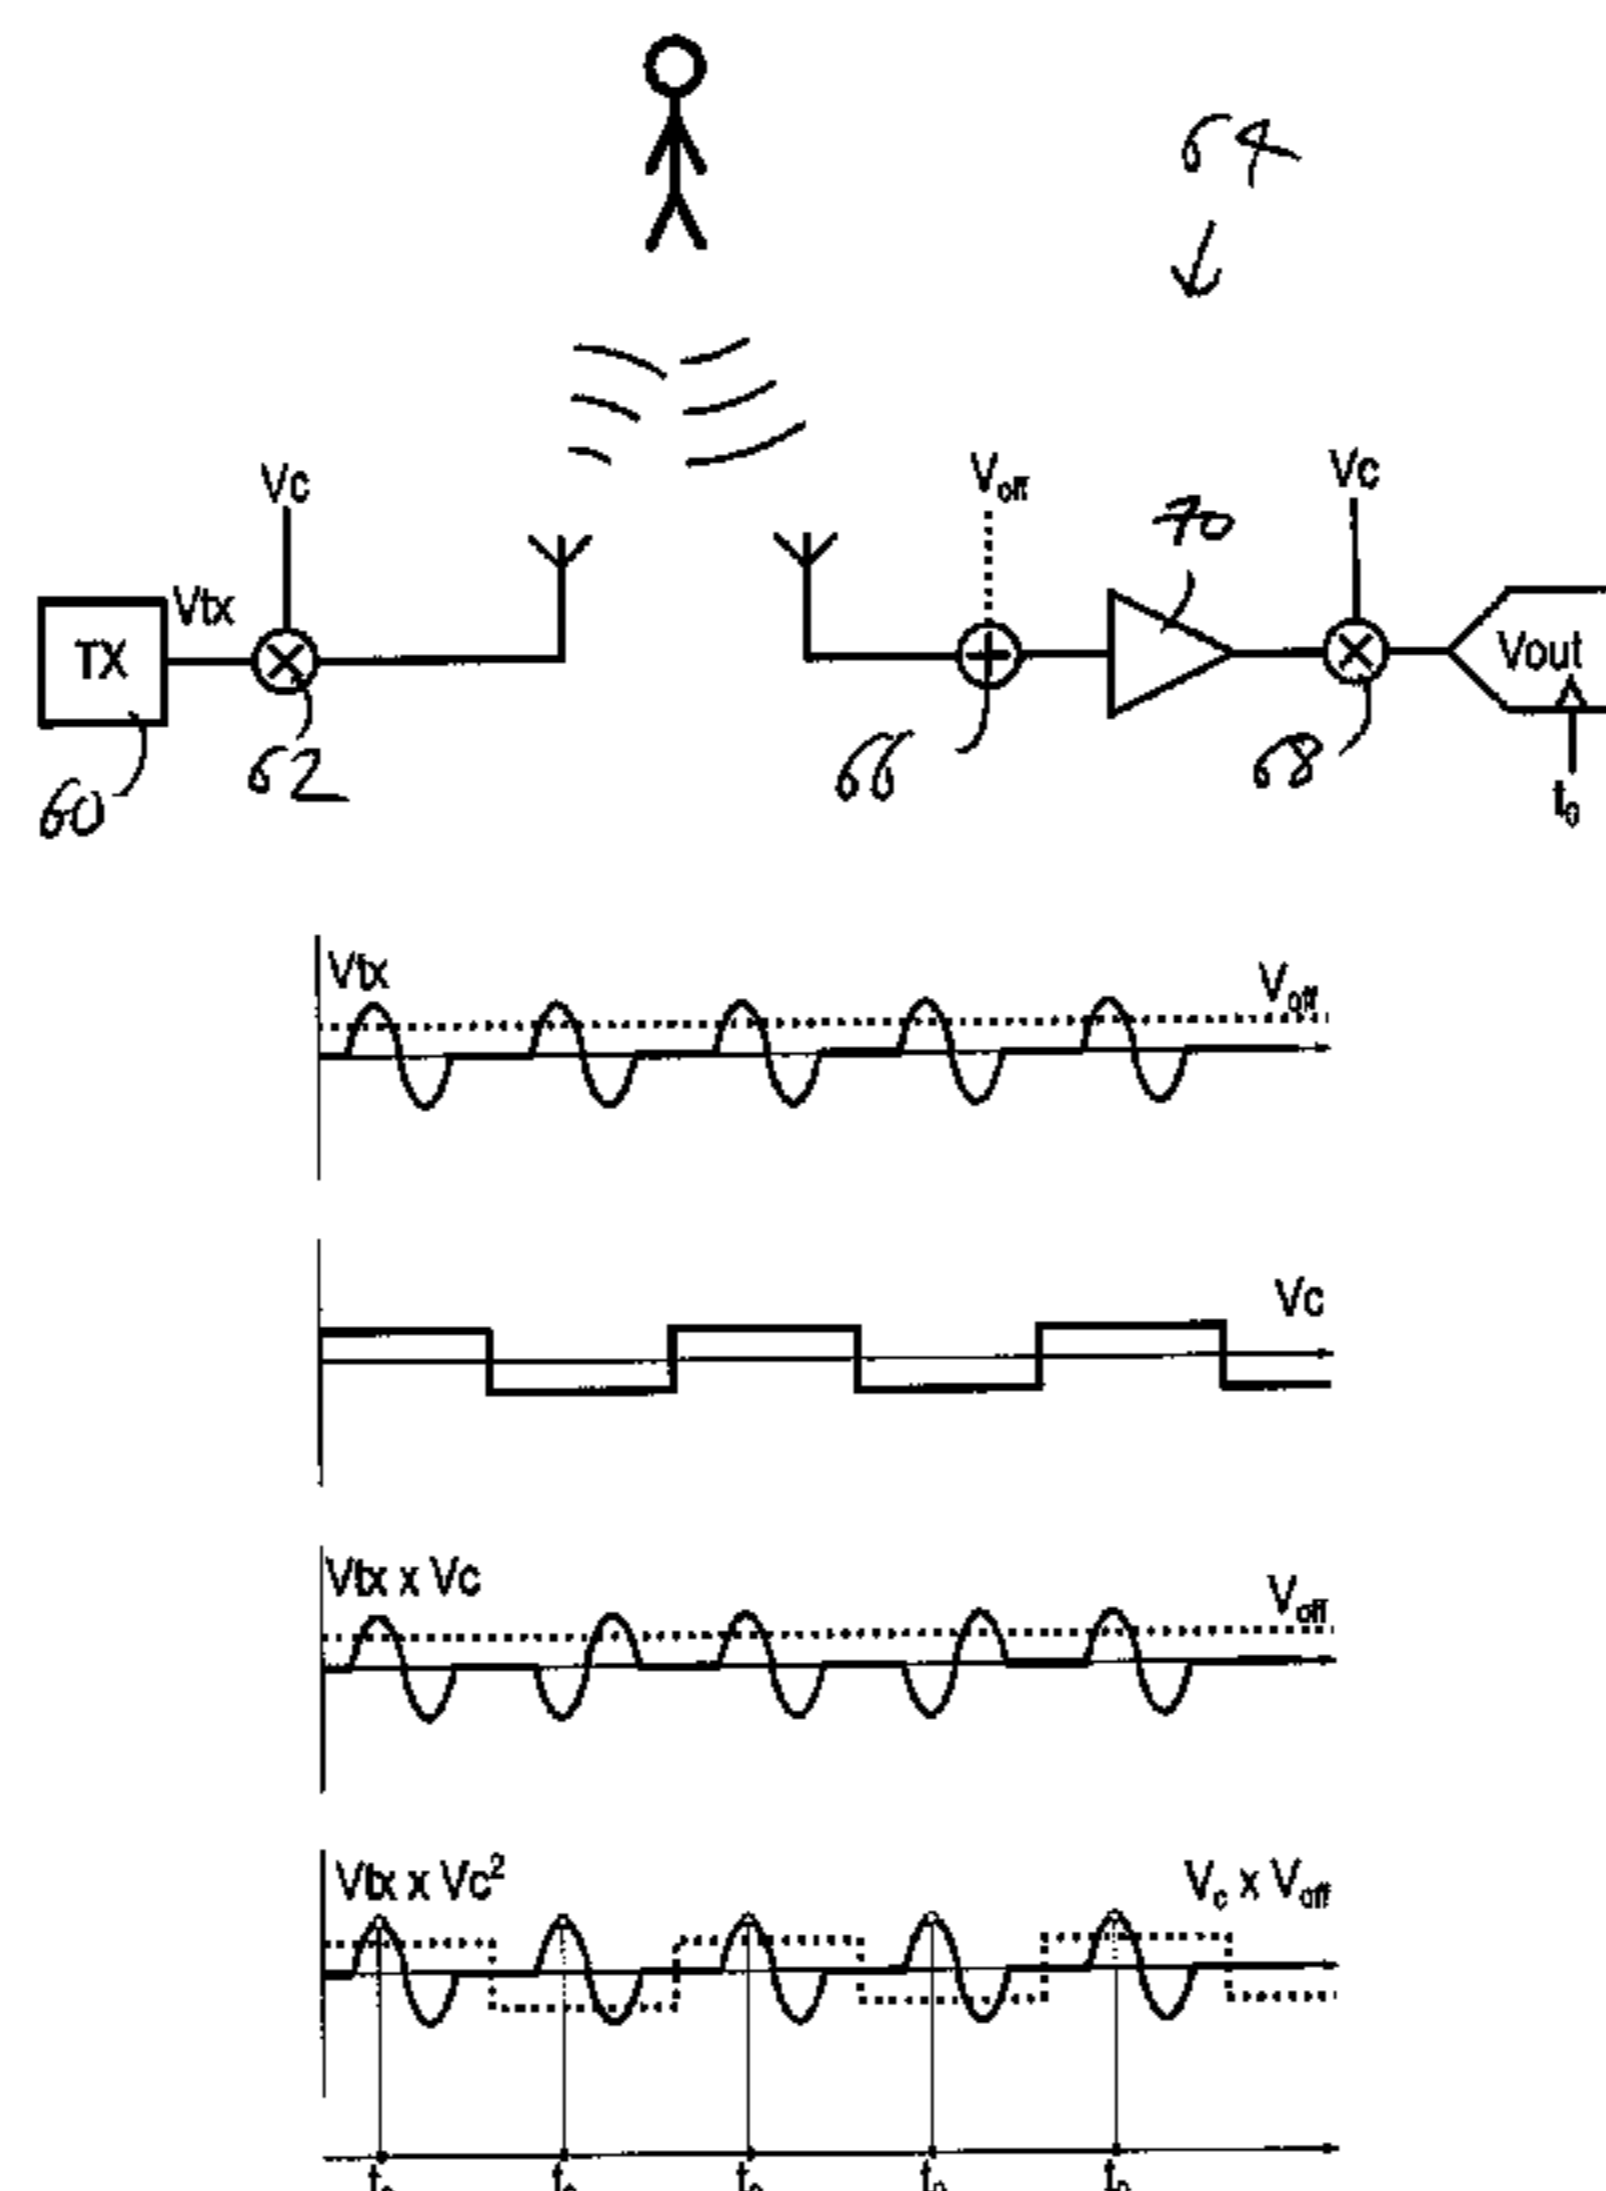 64
Vc
Voff
70
Vc
TX
Vtx
Vout
60
62
66
68
t0
Vtx
Voff
Vc
Vtx x Vc
Voff
Vtx x Vc²
Vc x Voff
t0 t0 t0 t0 t0